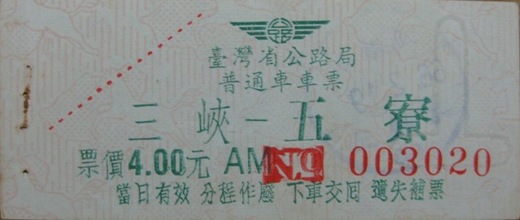 臺灣省公路局
普通車車票
三峽－五寮
票價4.00元 AM 003020
當日有效 分程作廢 下車交回 遺失補票